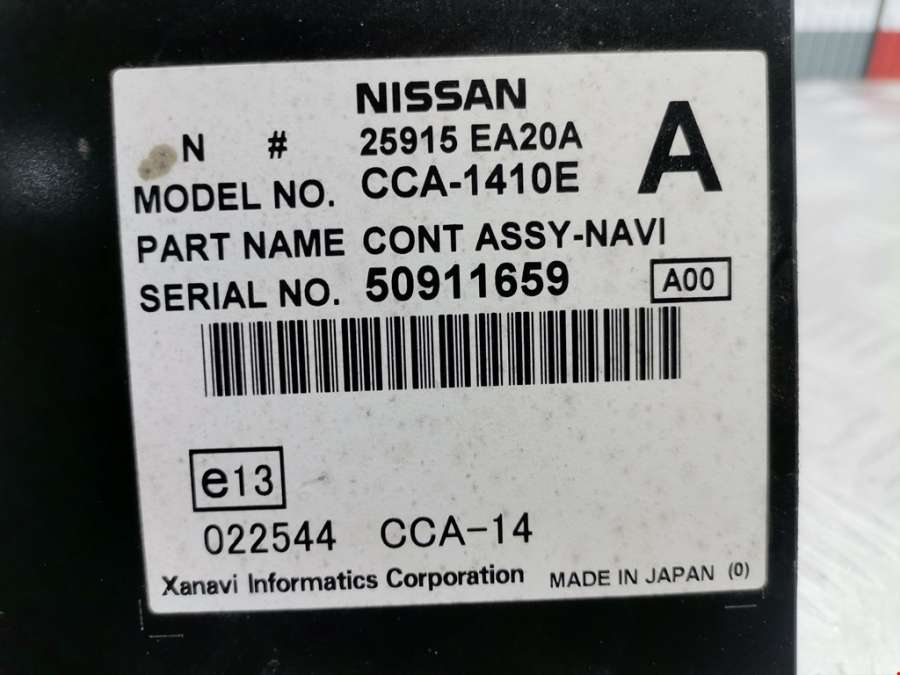 NISSAN
N # 25915 EA20A
A
MODEL NO. CCA-1410E
PART NAME CONT ASSY-NAVI
SERIAL NO. 50911659 A00
e13
022544 CCA-14
Xanavi Informatics Corporation MADE IN JAPAN (0)